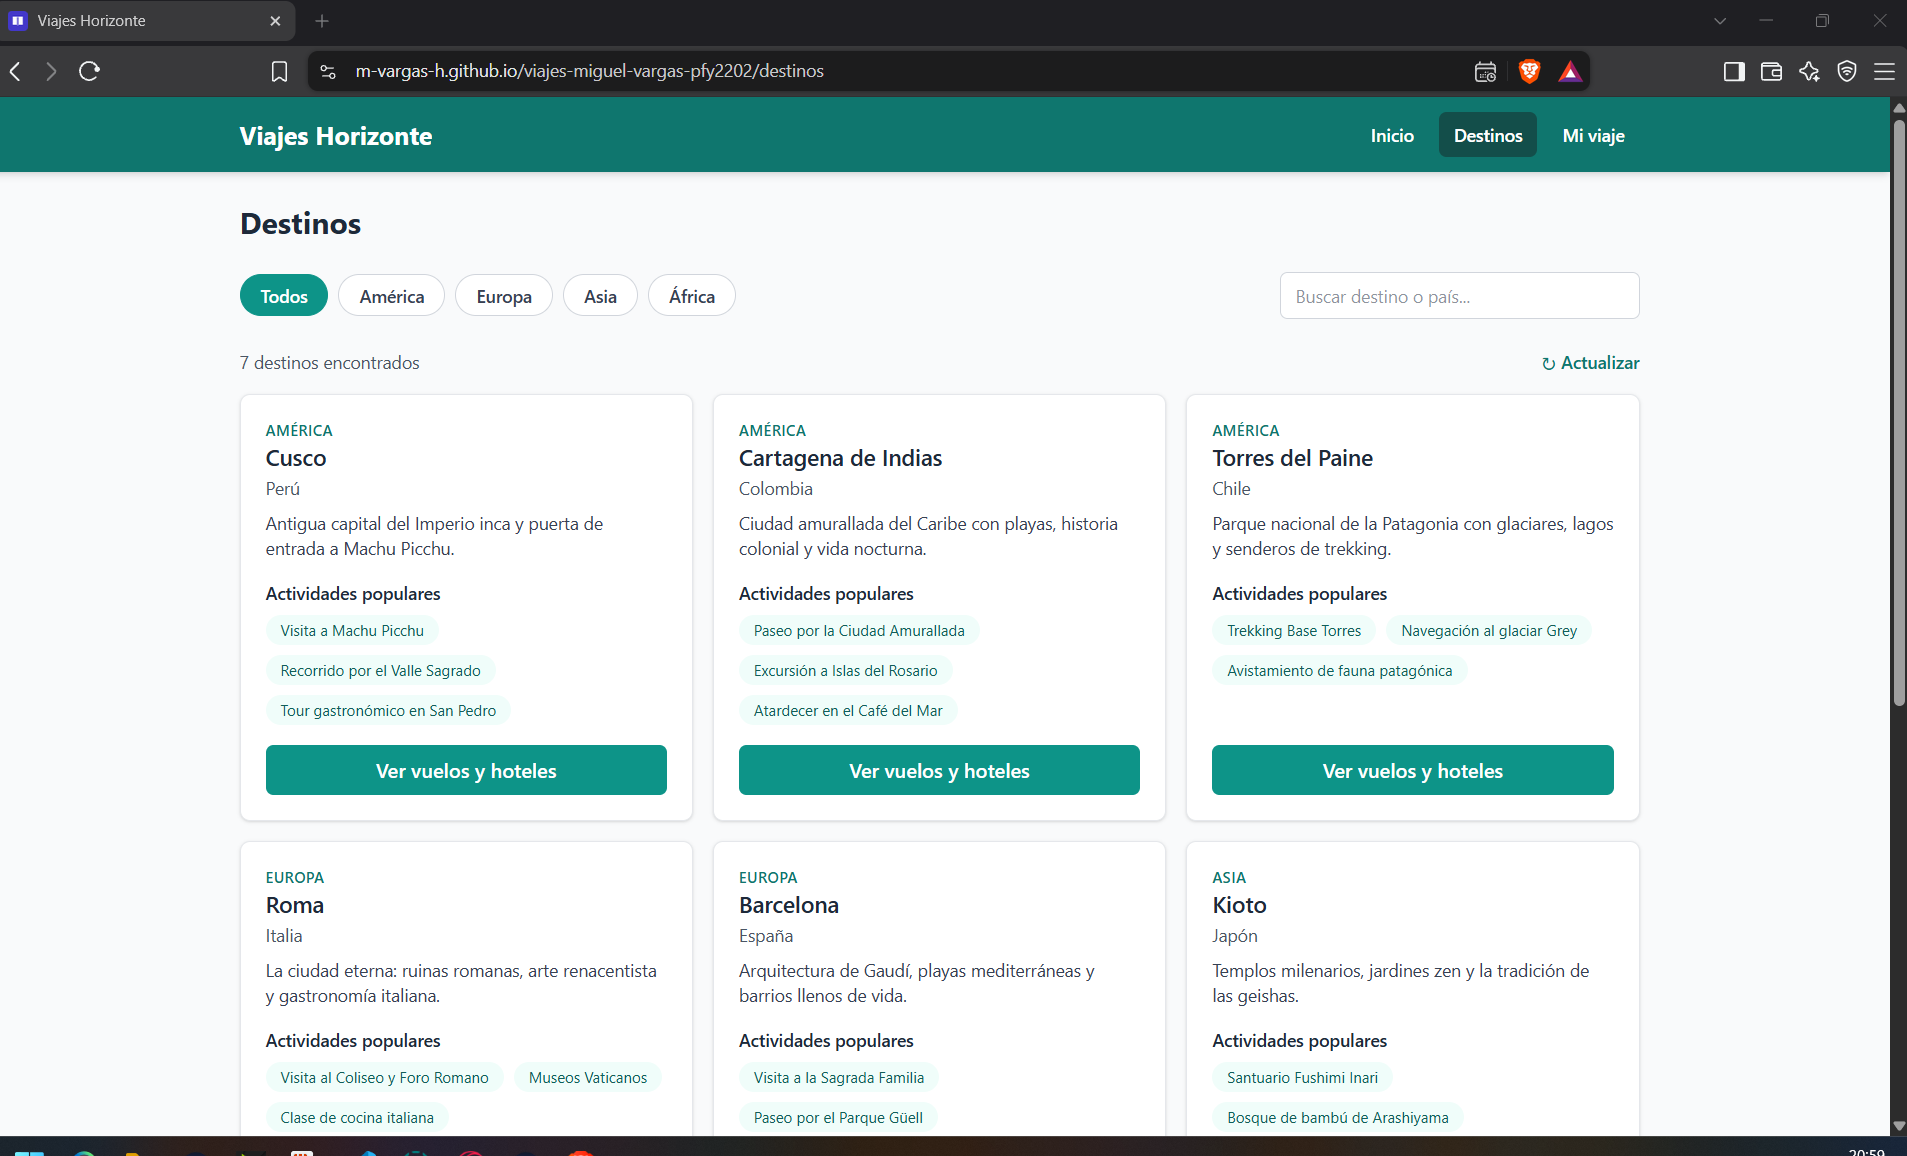 Viajes Horizonte
m-vargas-h.github.io/viajes-miguel-vargas-pfy2202/destinos
Viajes Horizonte
Inicio
Destinos
Mi viaje
Destinos
Todos
América
Europa
Asia
África
Buscar destino o país...
7 destinos encontrados
↻ Actualizar
AMÉRICA
Cusco
Perú
Antigua capital del Imperio inca y puerta de
entrada a Machu Picchu.
Actividades populares
Visita a Machu Picchu
Recorrido por el Valle Sagrado
Tour gastronómico en San Pedro
Ver vuelos y hoteles
AMÉRICA
Cartagena de Indias
Colombia
Ciudad amurallada del Caribe con playas, historia
colonial y vida nocturna.
Actividades populares
Paseo por la Ciudad Amurallada
Excursión a Islas del Rosario
Atardecer en el Café del Mar
Ver vuelos y hoteles
AMÉRICA
Torres del Paine
Chile
Parque nacional de la Patagonia con glaciares, lagos
y senderos de trekking.
Actividades populares
Trekking Base Torres
Navegación al glaciar Grey
Avistamiento de fauna patagónica
Ver vuelos y hoteles
EUROPA
Roma
Italia
La ciudad eterna: ruinas romanas, arte renacentista
y gastronomía italiana.
Actividades populares
Visita al Coliseo y Foro Romano
Museos Vaticanos
Clase de cocina italiana
EUROPA
Barcelona
España
Arquitectura de Gaudí, playas mediterráneas y
barrios llenos de vida.
Actividades populares
Visita a la Sagrada Familia
Paseo por el Parque Güell
ASIA
Kioto
Japón
Templos milenarios, jardines zen y la tradición de
las geishas.
Actividades populares
Santuario Fushimi Inari
Bosque de bambú de Arashiyama
20:59